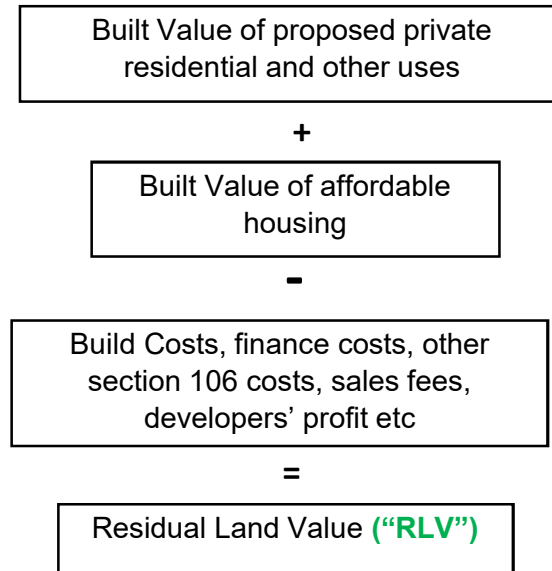 Built Value of proposed private
residential and other uses
+
Built Value of affordable
housing
-
Build Costs, finance costs, other
section 106 costs, sales fees,
developers’ profit etc
=
Residual Land Value (“RLV”)